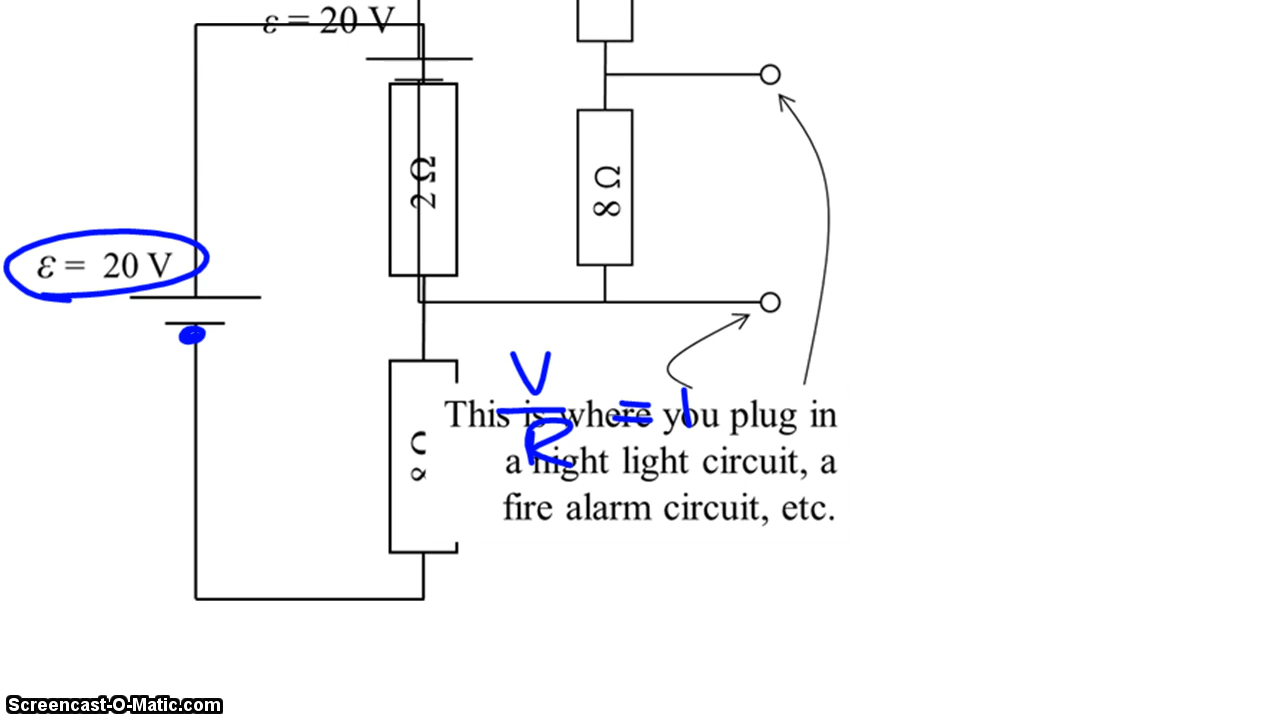 ε = 20 V
2 Ω
8 Ω
ε = 20 V
V
R
= I
This is where you plug in
a night light circuit, a
fire alarm circuit, etc.
Screencast-O-Matic.com